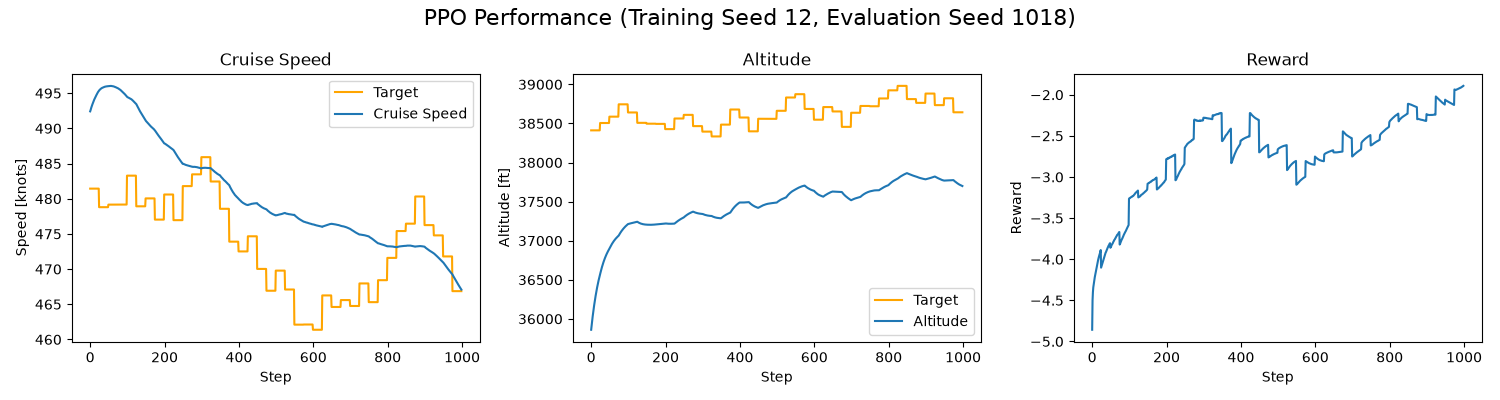 PPO Performance (Training Seed 12, Evaluation Seed 1018)
Cruise Speed
Speed [knots]
495
490
485
480
475
470
465
460
Target
Cruise Speed
0 200 400 600 800 1000
Step
Altitude
Altitude [ft]
39000
38500
38000
37500
37000
36500
36000
Target
Altitude
0 200 400 600 800 1000
Step
Reward
Reward
−2.0
−2.5
−3.0
−3.5
−4.0
−4.5
−5.0
0 200 400 600 800 1000
Step